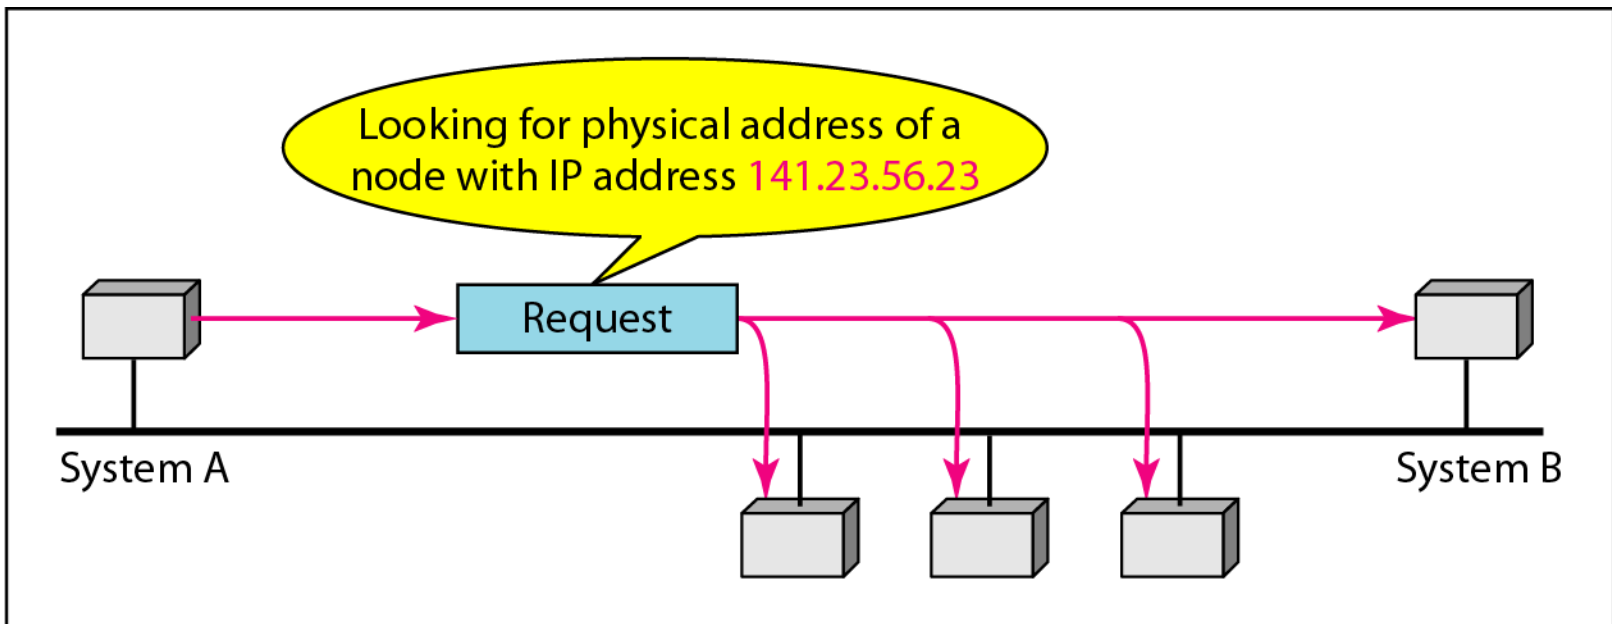 Looking for physical address of a
node with IP address 141.23.56.23
Request
System A
System B